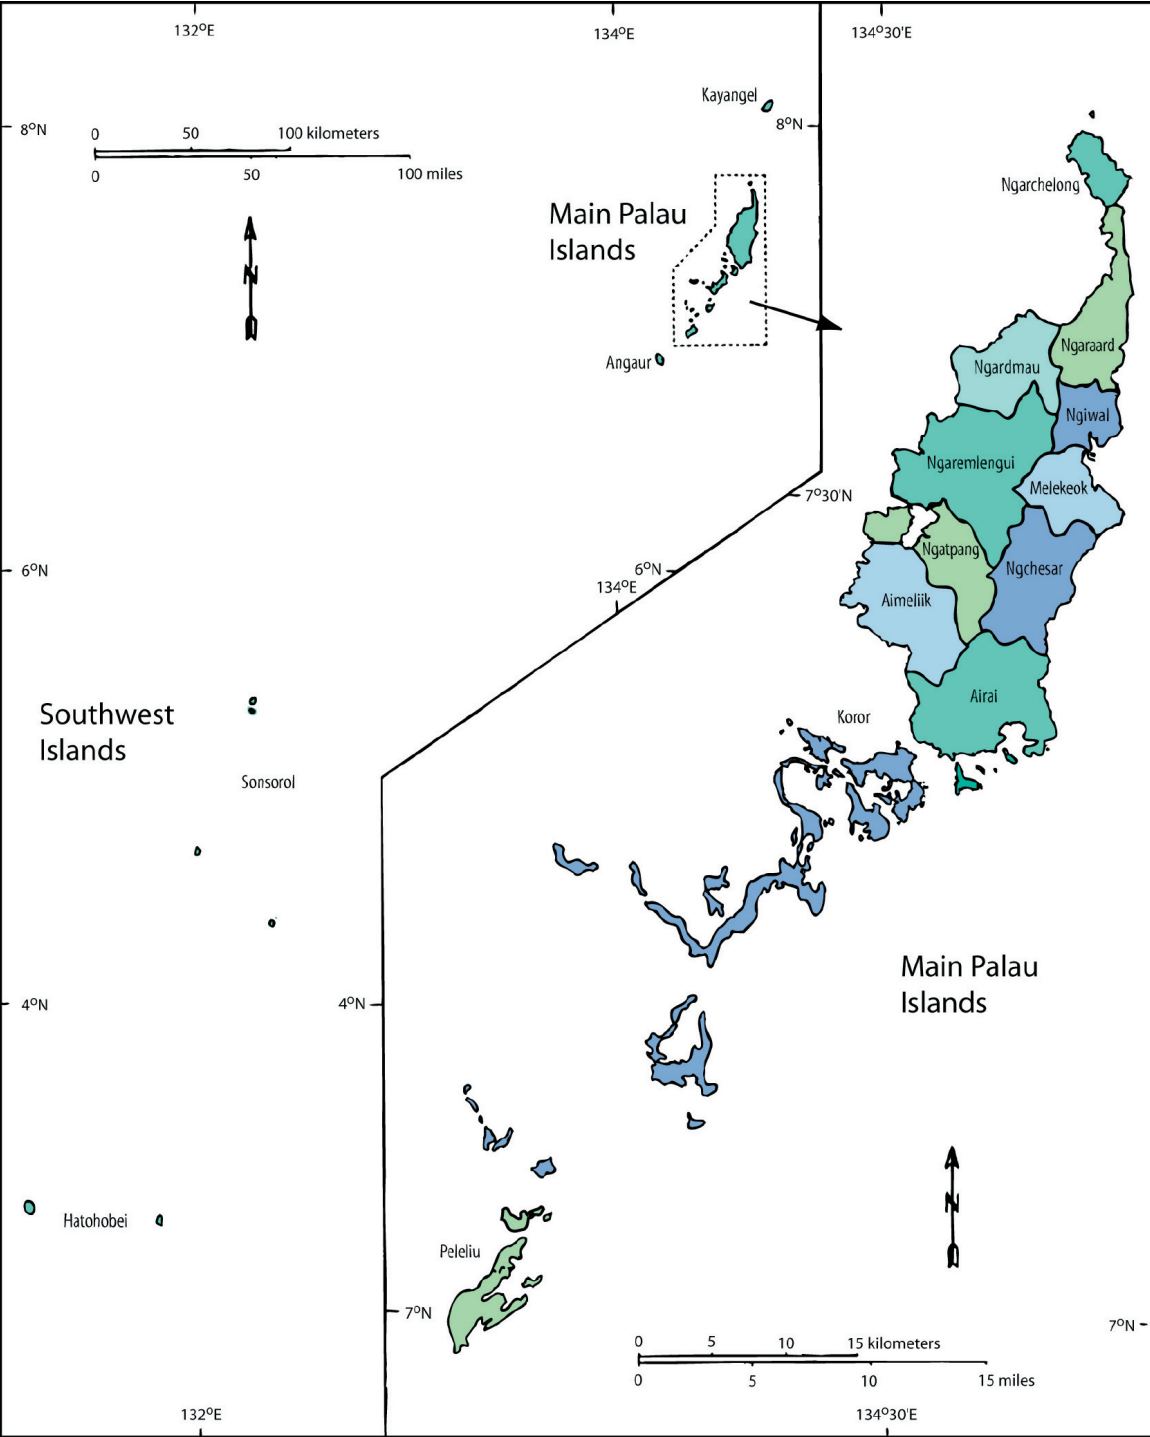 132°E
134°E
134°30'E
Kayangel
8°N
8°N
0 50 100 kilometers
0 50 100 miles
Ngarchelong
Main Palau
Islands
N
Ngaraard
Angaur
Ngardmau
Ngiwal
Ngaremlengui
Melekeok
7°30'N
Ngatpang
6°N
6°N
Ngchesar
134°E
Aimeliik
Airai
Southwest
Islands
Koror
Sonsorol
Main Palau
Islands
4°N
4°N
N
Hatohobei
Peleliu
7°N
7°N
0 5 10 15 kilometers
0 5 10 15 miles
132°E
134°30'E